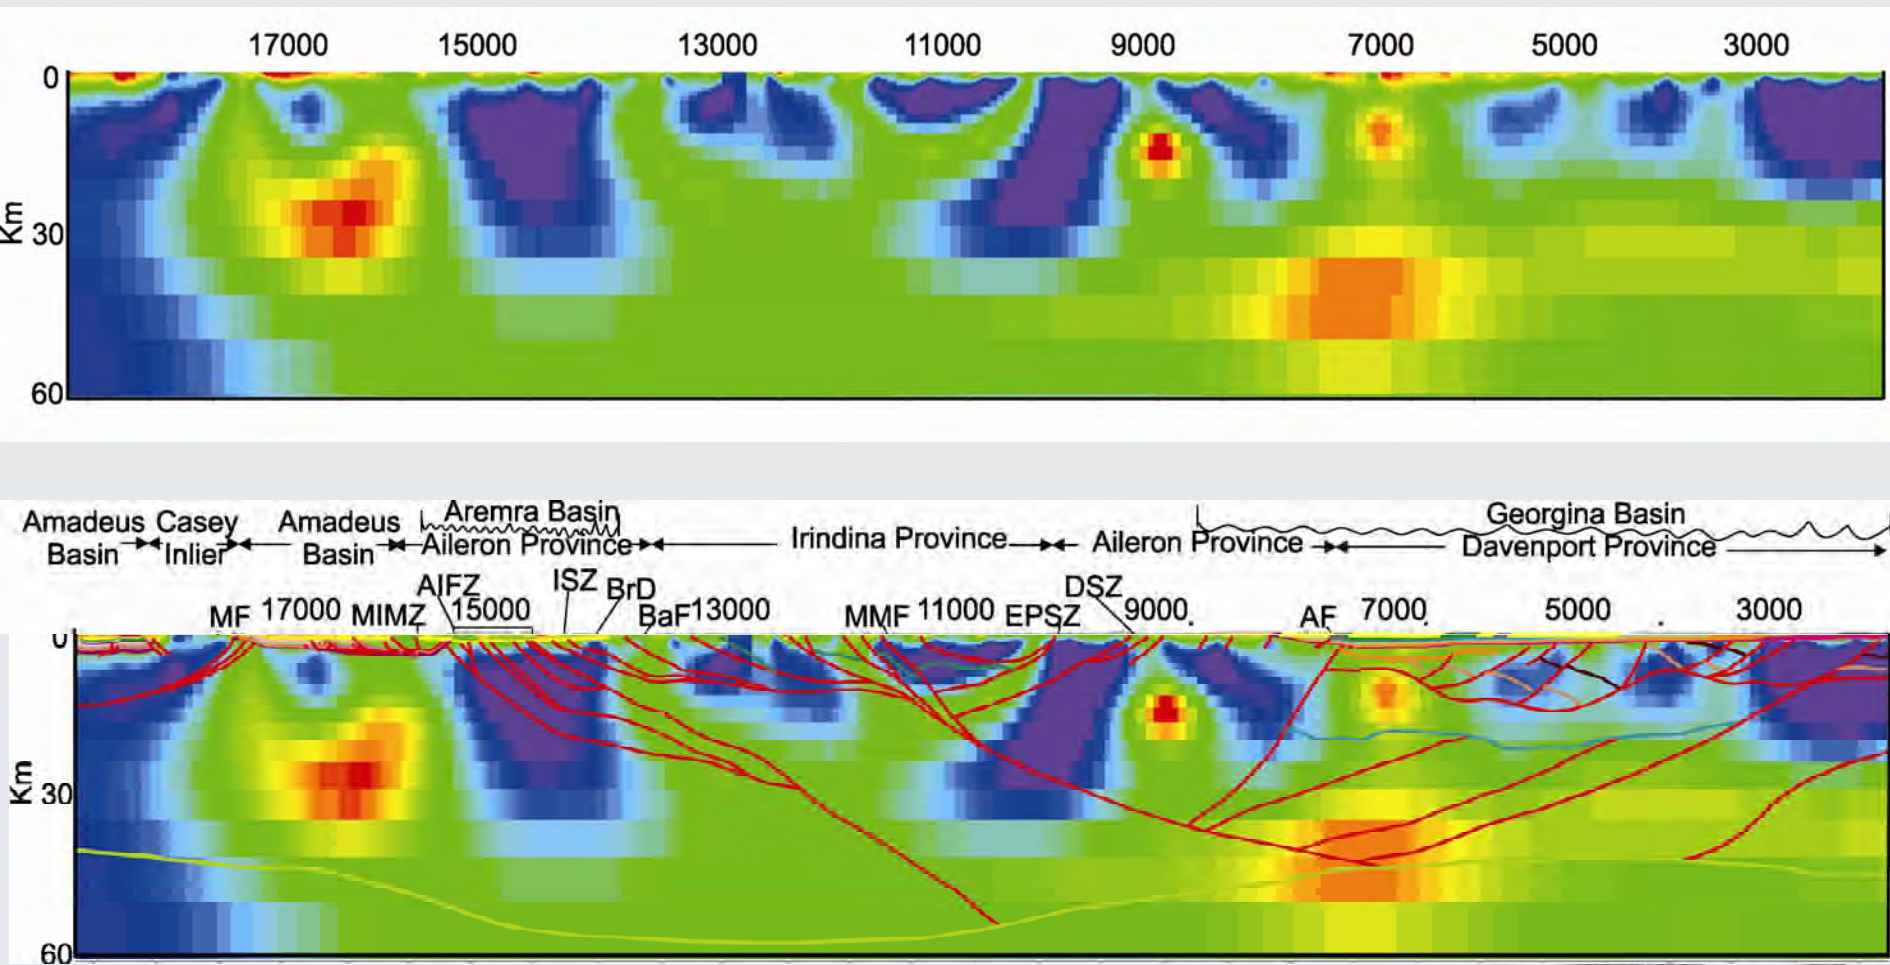 17000 15000 13000 11000 9000 7000 5000 3000
0
Km
30
60
Aremra Basin
Georgina Basin
Amadeus Basin
Casey Inlier
Amadeus Basin
Aileron Province
Irindina Province
Aileron Province
Davenport Province
AIFZ ISZ BrD DSZ
MF 17000 MIMZ 15000 BaF 13000 MMF 11000 EPSZ 9000 AF 7000 5000 3000
0
Km
30
60